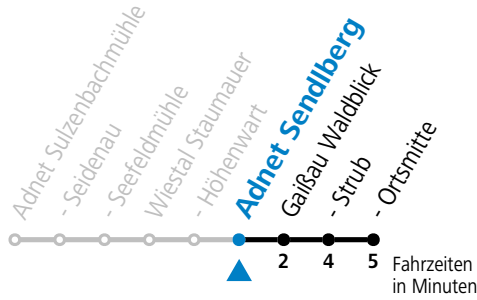 Adnet Sulzenbachmühle
- Seidenau
- Seefeldmühle
Wiestal Staumauer
- Höhenwart
Adnet Sendlberg
Gaißau Waldblick
- Strub
- Ortsmitte
2 4 5 Fahrzeiten
in Minuten